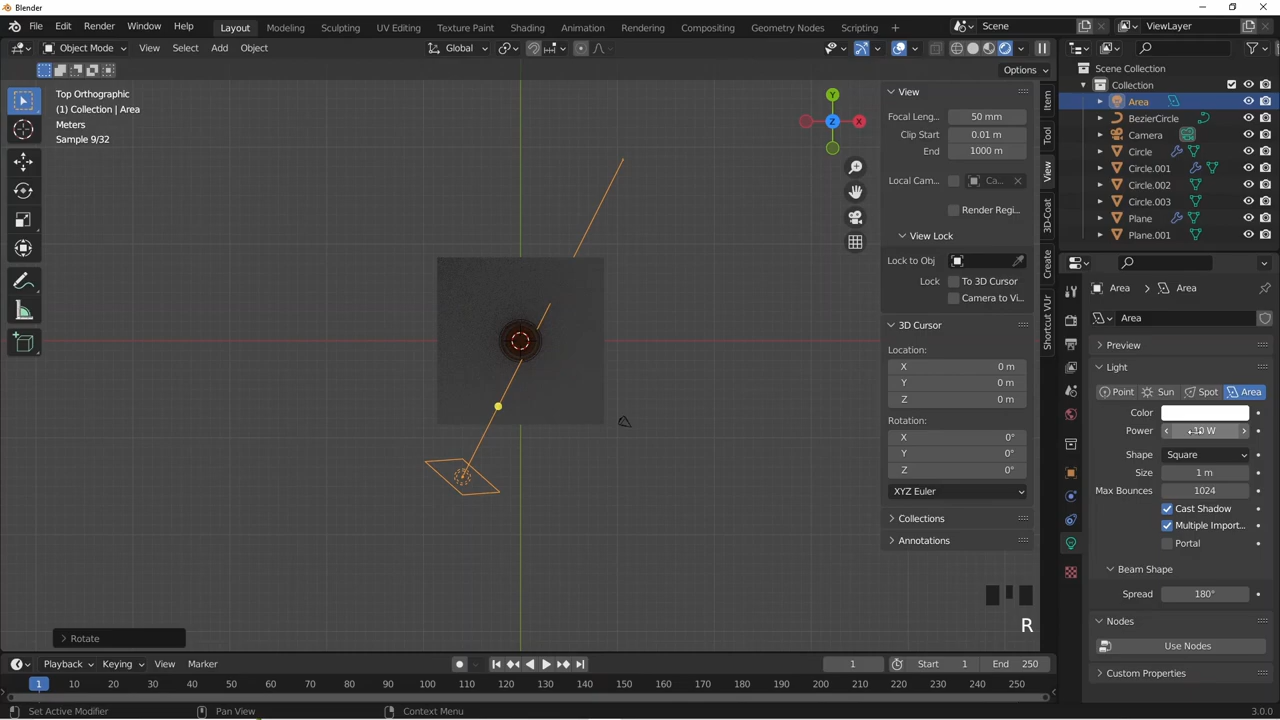 Blender
File Edit Render Window Help Layout Modeling Sculpting UV Editing Texture Paint Shading Animation Rendering Compositing Geometry Nodes Scripting + Scene ViewLayer
Object Mode View Select Add Object Global
Options
Top Orthographic
(1) Collection | Area
Meters
Sample 9/32
Y
Z
X
View
Focal Leng... 50 mm
Clip Start 0.01 m
End 1000 m
Local Cam... Ca...
Render Regi...
View Lock
Lock to Obj
Lock To 3D Cursor
Camera to Vi...
3D Cursor
Location:
X 0 m
Y 0 m
Z 0 m
Rotation:
X 0°
Y 0°
Z 0°
XYZ Euler
Collections
Annotations
Item
Tool
View
3D-Coat
Create
Shortcut VUr
Scene Collection
Collection
Area
BezierCircle
Camera
Circle
Circle.001
Circle.002
Circle.003
Plane
Plane.001
Area Area
Area
Preview
Light
Point Sun Spot Area
Color
Power 10 W
Shape Square
Size 1 m
Max Bounces 1024
Cast Shadow
Multiple Import...
Portal
Beam Shape
Spread 180°
Nodes
Use Nodes
Custom Properties
R
Rotate
Playback Keying View Marker 1 Start 1 End 250
1 10 20 30 40 50 60 70 80 90 100 110 120 130 140 150 160 170 180 190 200 210 220 230 240 250
Set Active Modifier Pan View Context Menu 3.0.0